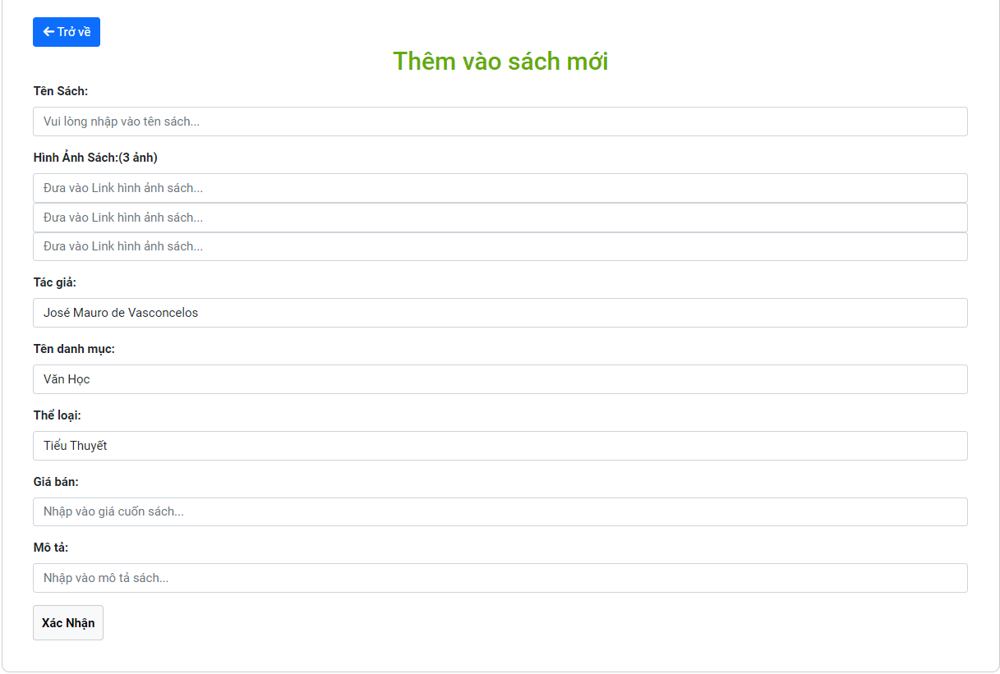 Trở về
Thêm vào sách mới
Tên Sách:
Vui lòng nhập vào tên sách...
Hình Ảnh Sách:(3 ảnh)
Đưa vào Link hình ảnh sách...
Đưa vào Link hình ảnh sách...
Đưa vào Link hình ảnh sách...
Tác giả:
José Mauro de Vasconcelos
Tên danh mục:
Văn Học
Thể loại:
Tiểu Thuyết
Giá bán:
Nhập vào giá cuốn sách...
Mô tả:
Nhập vào mô tả sách...
Xác Nhận